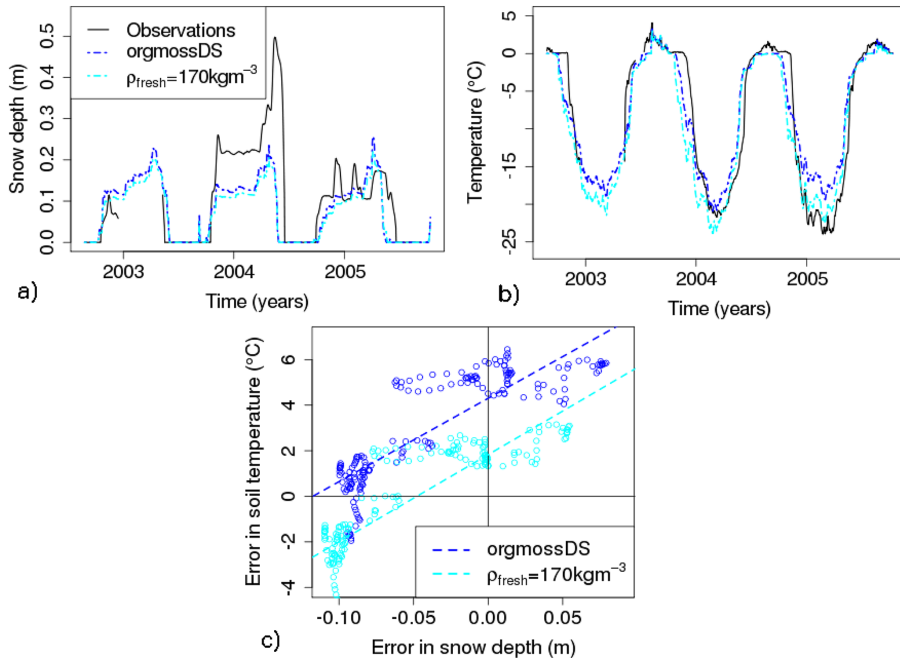 a)
Snow depth (m)
0.5
0.4
0.3
0.2
0.1
0.0
Observations
orgmossDS
ρfresh=170kgm⁻³
2003
2004
2005
Time (years)
b)
Temperature (°C)
5
0
-5
-15
-25
2003
2004
2005
Time (years)
c)
Error in soil temperature (°C)
6
4
2
0
-2
-4
orgmossDS
ρfresh=170kgm⁻³
-0.10
-0.05
0.00
0.05
Error in snow depth (m)